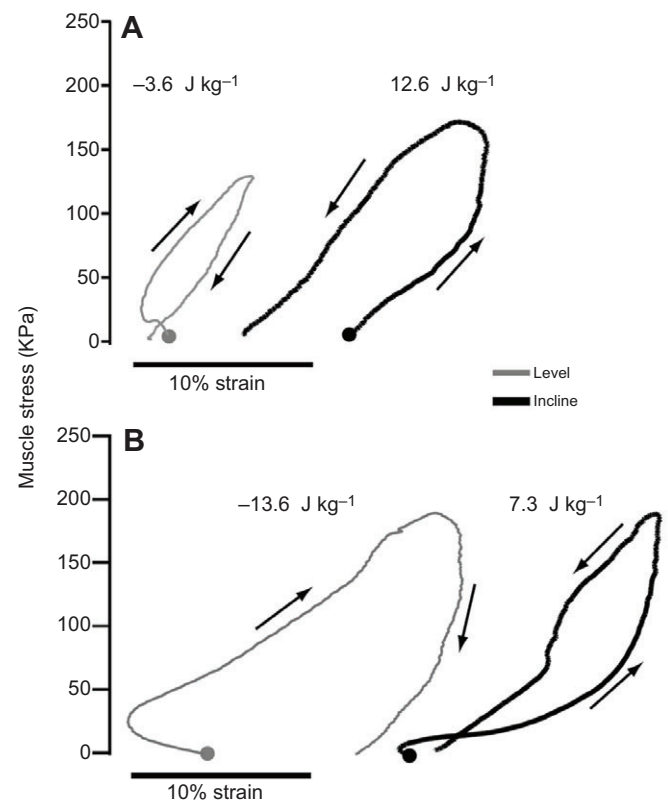 A
250
200
150
100
50
0
–3.6 J kg–1
12.6 J kg–1
10% strain
Muscle stress (KPa)
Level
Incline
B
250
200
150
100
50
0
–13.6 J kg–1
7.3 J kg–1
10% strain